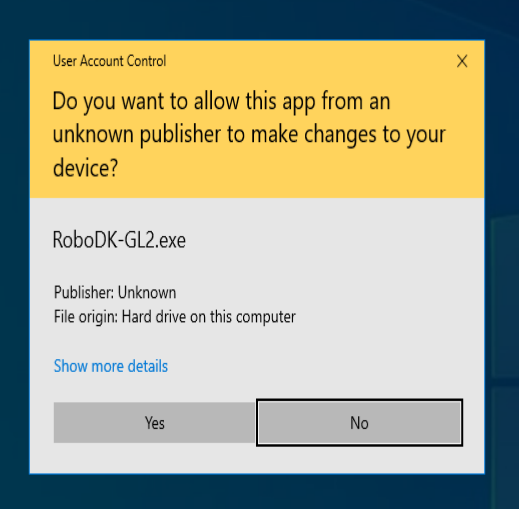 User Account Control
Do you want to allow this app from an
unknown publisher to make changes to your
device?
RoboDK-GL2.exe
Publisher: Unknown
File origin: Hard drive on this computer
Show more details
Yes
No